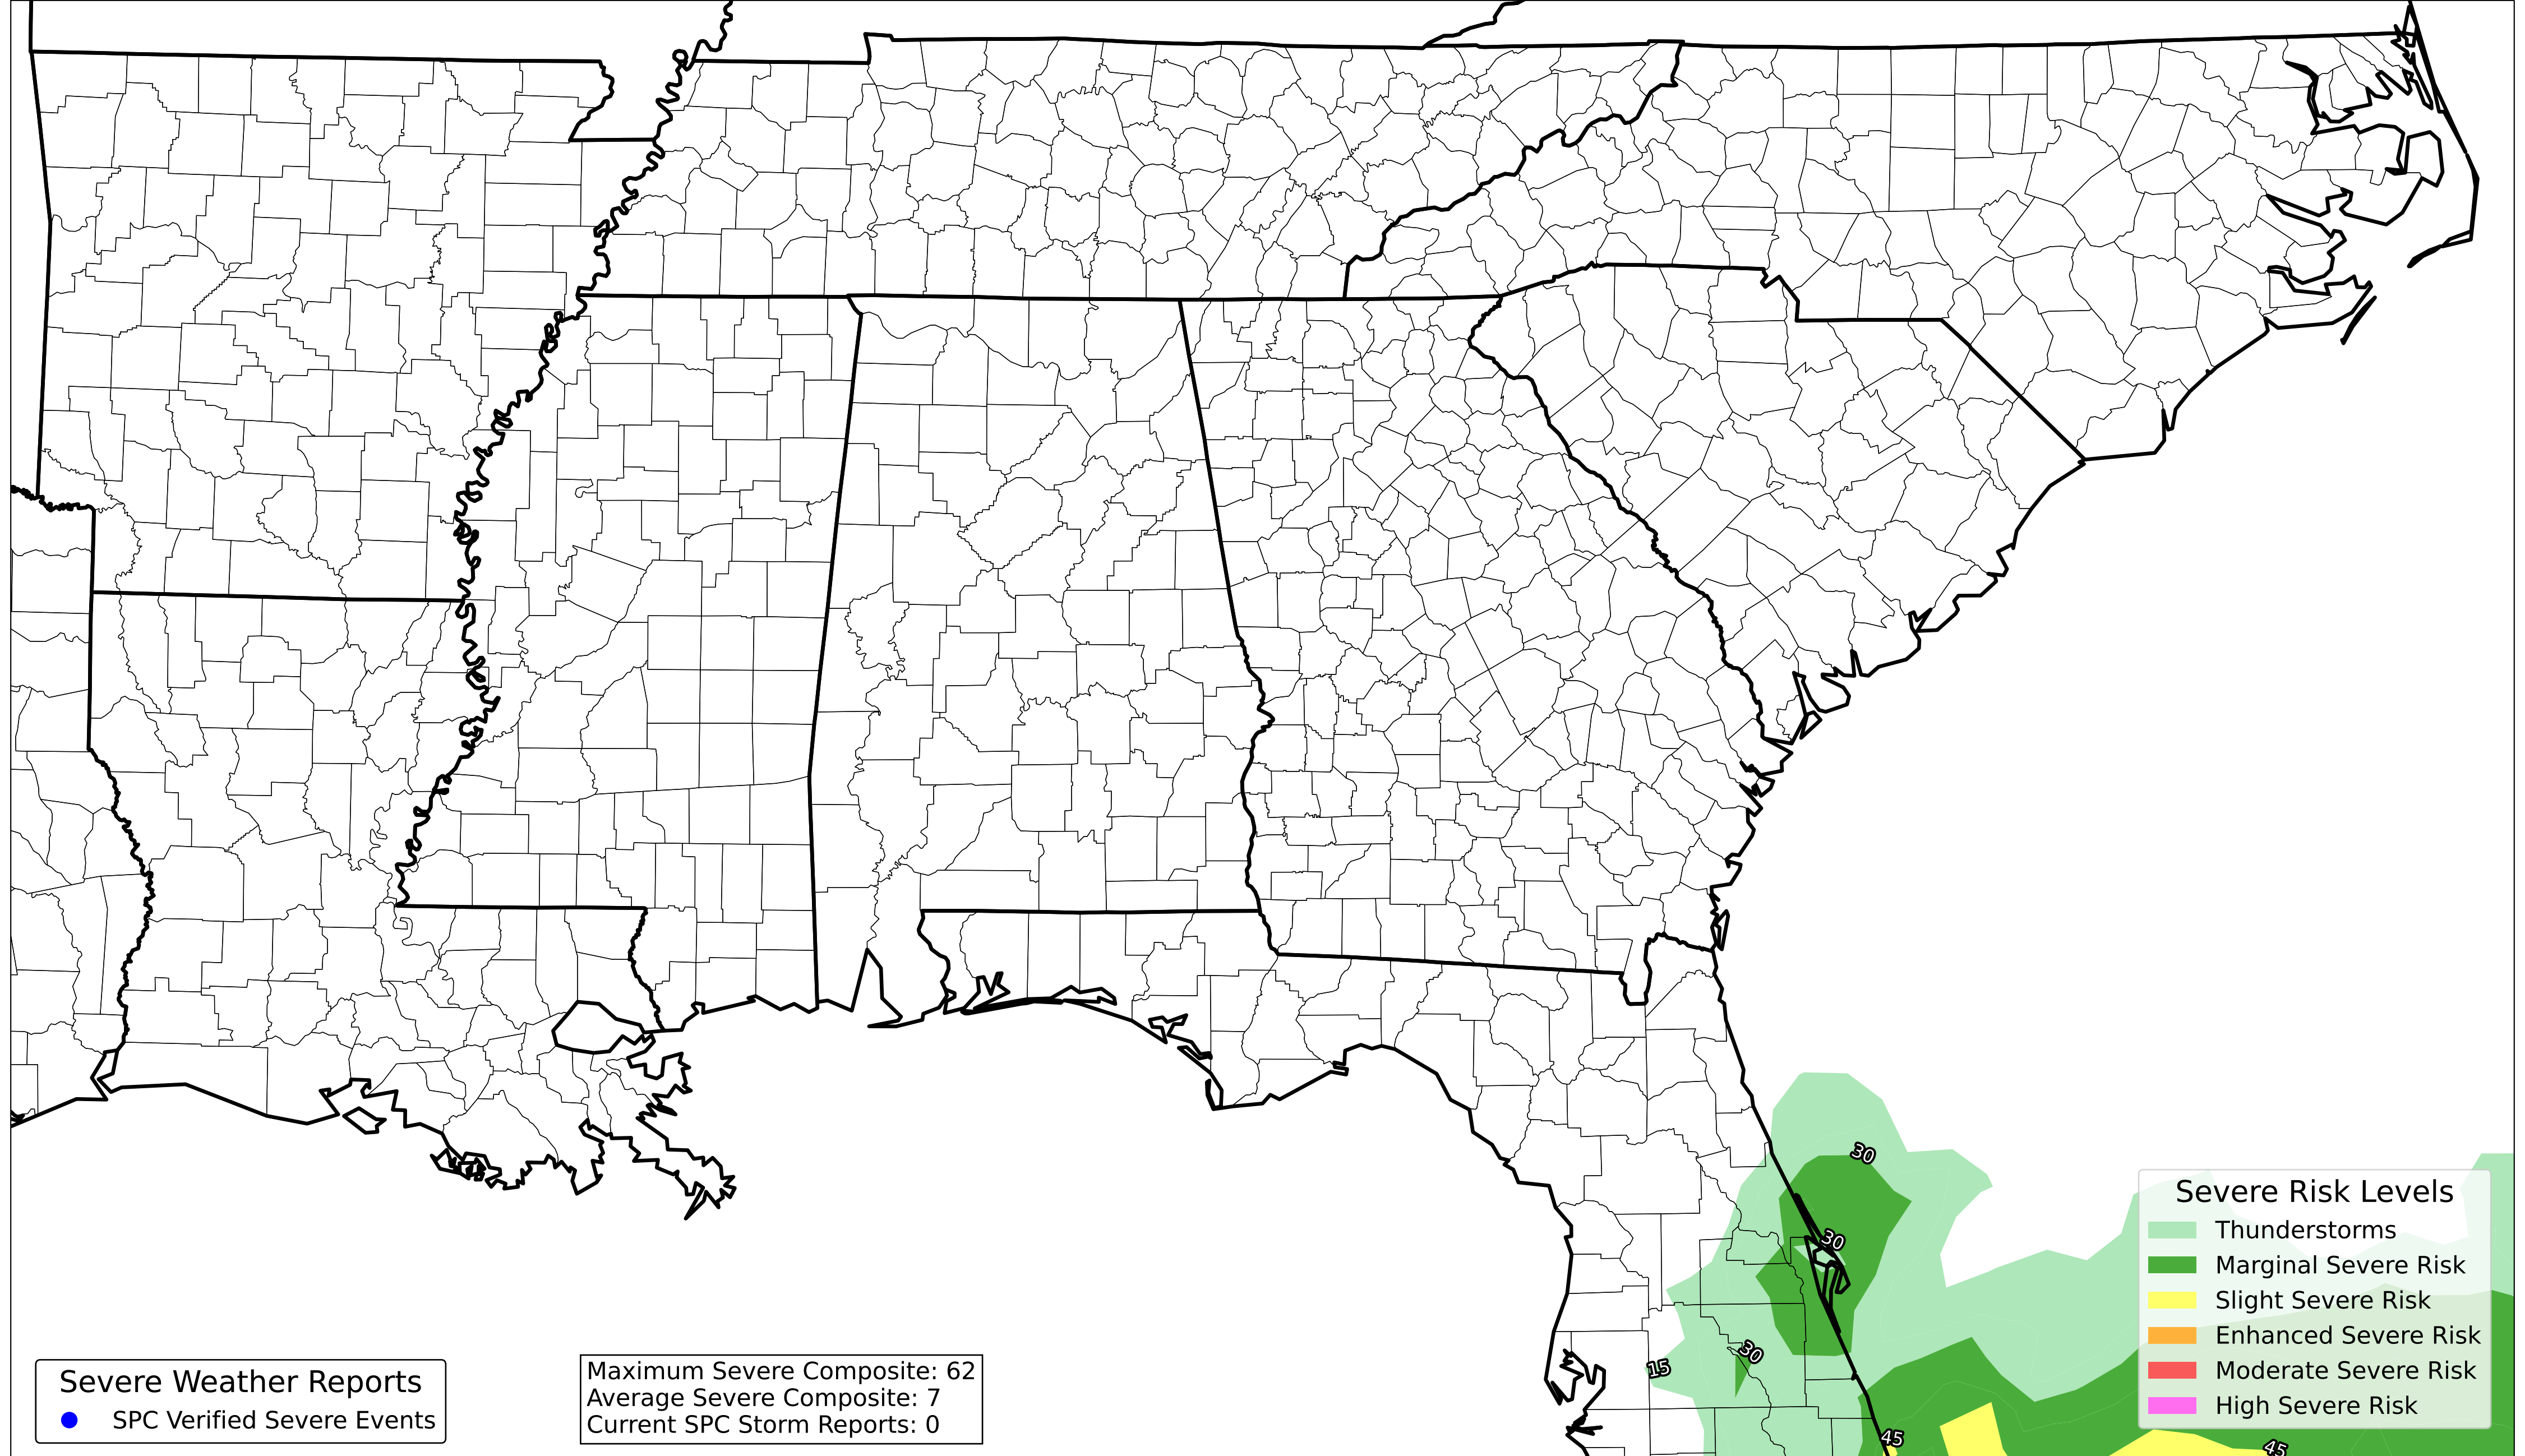 30
30
30
15
45
45
Severe Risk Levels
Thunderstorms
Marginal Severe Risk
Slight Severe Risk
Enhanced Severe Risk
Moderate Severe Risk
High Severe Risk
Severe Weather Reports
SPC Verified Severe Events
Maximum Severe Composite: 62
Average Severe Composite: 7
Current SPC Storm Reports: 0